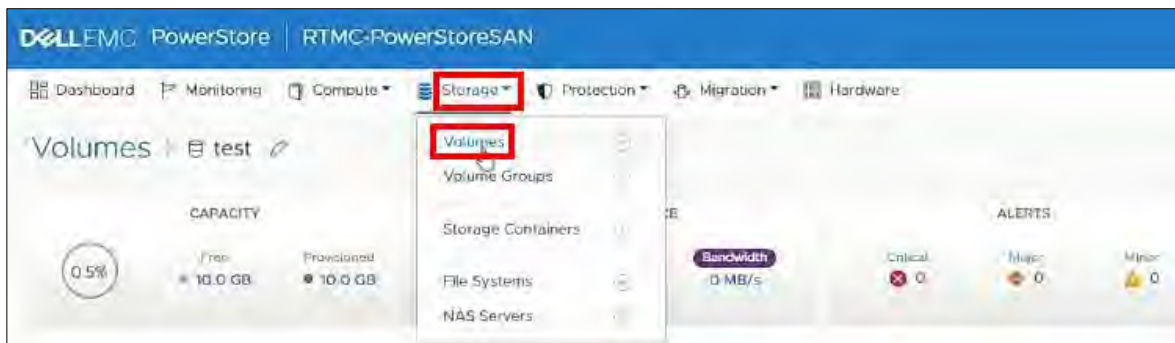 DELLEMC PowerStore | RTMC-PowerStoreSAN
Dashboard Monitoring Compute Storage Protection Migration Hardware
Volumes test
Volumes
Volume Groups
Storage Containers
File Systems
NAS Servers
CAPACITY
0.5%
Free
10.0 GB
Provisioned
10.0 GB
Bandwidth
0 MB/s
ALERTS
Critical
0
Major
0
Minor
0